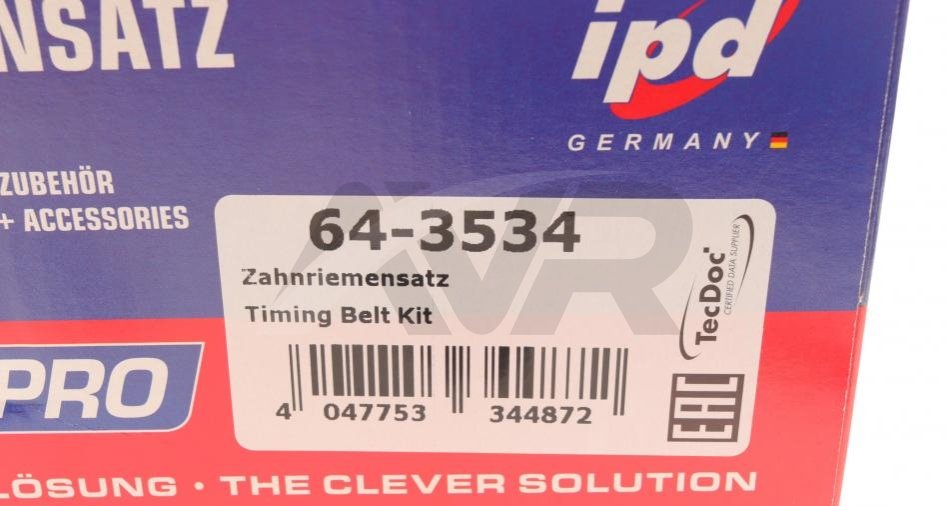 NSATZ
ipd
GERMANY
ZUBEHÖR
+ ACCESSORIES
64-3534
Zahnriemensatz
Timing Belt Kit
TecDoc
CERTIFIED DATA SUPPLIER
VR
PRO
4 047753 344872
EAC
LÖSUNG · THE CLEVER SOLUTION